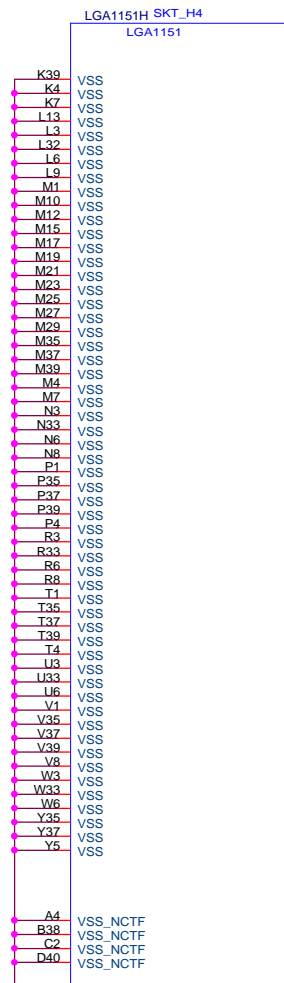 LGA1151H SKT_H4
LGA1151
K39 VSS
K4 VSS
K7 VSS
L13 VSS
L3 VSS
L32 VSS
L6 VSS
L9 VSS
M1 VSS
M10 VSS
M12 VSS
M15 VSS
M17 VSS
M19 VSS
M21 VSS
M23 VSS
M25 VSS
M27 VSS
M29 VSS
M35 VSS
M37 VSS
M39 VSS
M4 VSS
M7 VSS
N3 VSS
N33 VSS
N6 VSS
N8 VSS
P1 VSS
P35 VSS
P37 VSS
P39 VSS
P4 VSS
R3 VSS
R33 VSS
R6 VSS
R8 VSS
T1 VSS
T35 VSS
T37 VSS
T39 VSS
T4 VSS
U3 VSS
U33 VSS
U6 VSS
V1 VSS
V35 VSS
V37 VSS
V39 VSS
V8 VSS
W3 VSS
W33 VSS
W6 VSS
Y35 VSS
Y37 VSS
Y5 VSS
A4 VSS_NCTF
B38 VSS_NCTF
C2 VSS_NCTF
D40 VSS_NCTF